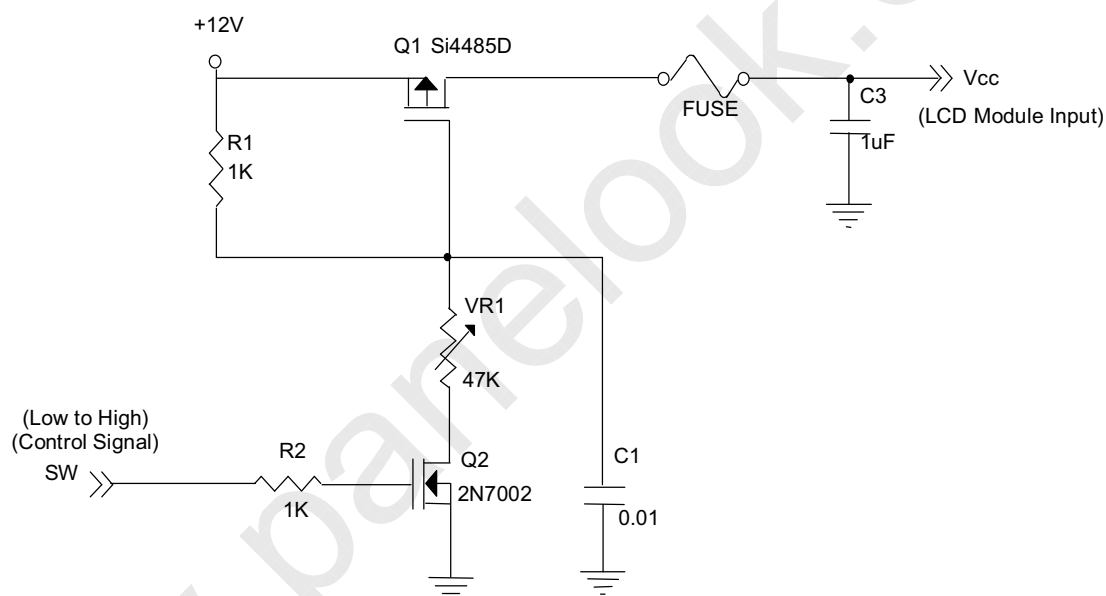 +12V
Q1 Si4485D
FUSE
Vcc
(LCD Module Input)
C3
1uF
R1
1K
VR1
47K
(Low to High)
(Control Signal)
SW
R2
1K
Q2
2N7002
C1
0.01
panelook.